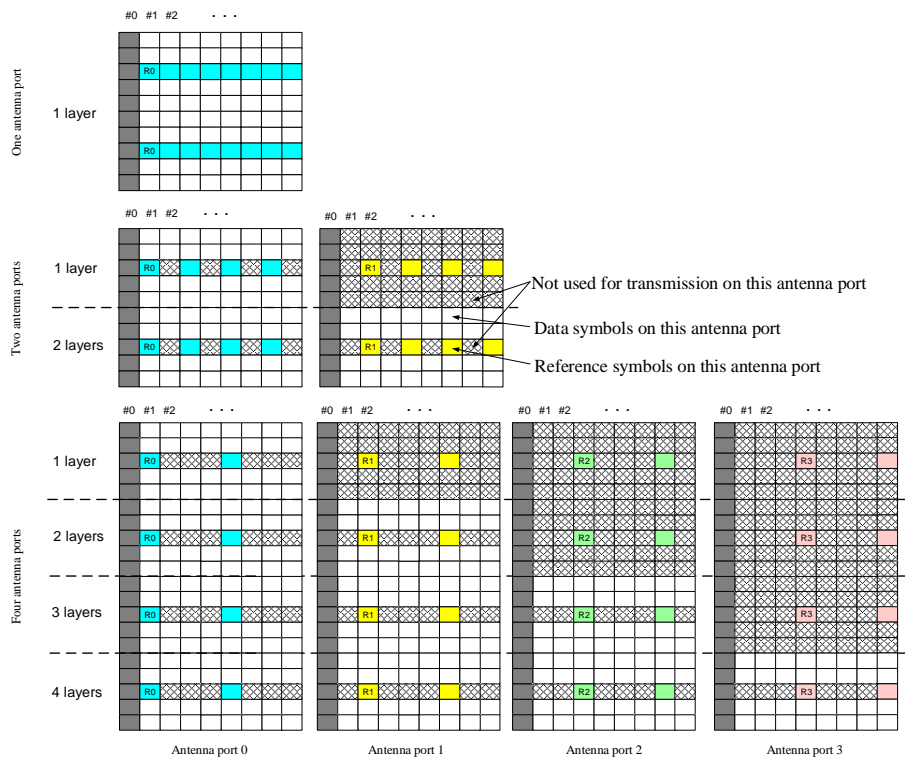 #0 #1 #2 · · ·
R0
One antenna port
1 layer
R0
#0 #1 #2 · · ·
#0 #1 #2 · · ·
Two antenna ports
1 layer
R0
R1
Not used for transmission on this antenna port
Data symbols on this antenna port
2 layers
R0
R1
Reference symbols on this antenna port
#0 #1 #2 · · ·
#0 #1 #2 · · ·
#0 #1 #2 · · ·
#0 #1 #2 · · ·
Four antenna ports
1 layer
R0
R1
R2
R3
2 layers
R0
R1
R2
R3
3 layers
R0
R1
R2
R3
4 layers
R0
R1
R2
R3
Antenna port 0
Antenna port 1
Antenna port 2
Antenna port 3